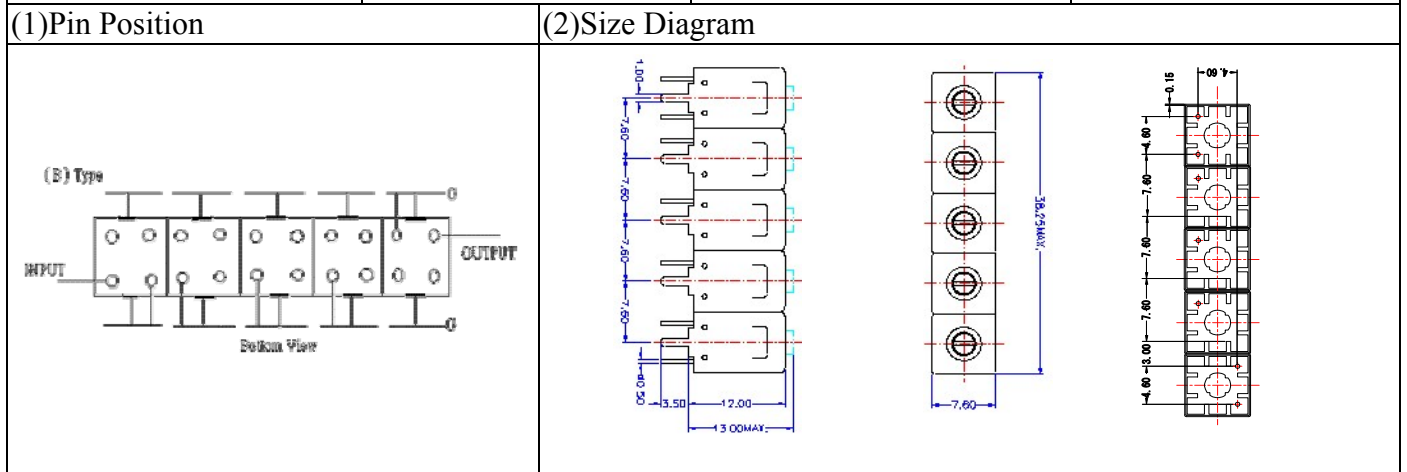 (1)Pin Position
(2)Size Diagram
(B) Type
G
INPUT
OUTPUT
G
Bottom View
1.00
7.60
7.60
7.60
7.60
ø0.50
3.50
12.00
13.00MAX.
38.25MAX.
7.60
4.60
0.15
4.60
7.60
7.60
7.60
3.00
4.60